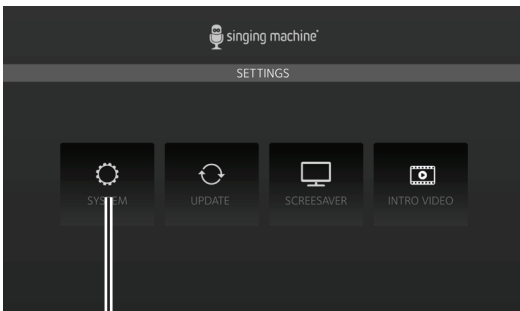 singing machine
SETTINGS
SYSTEM
UPDATE
SCREESAVER
INTRO VIDEO